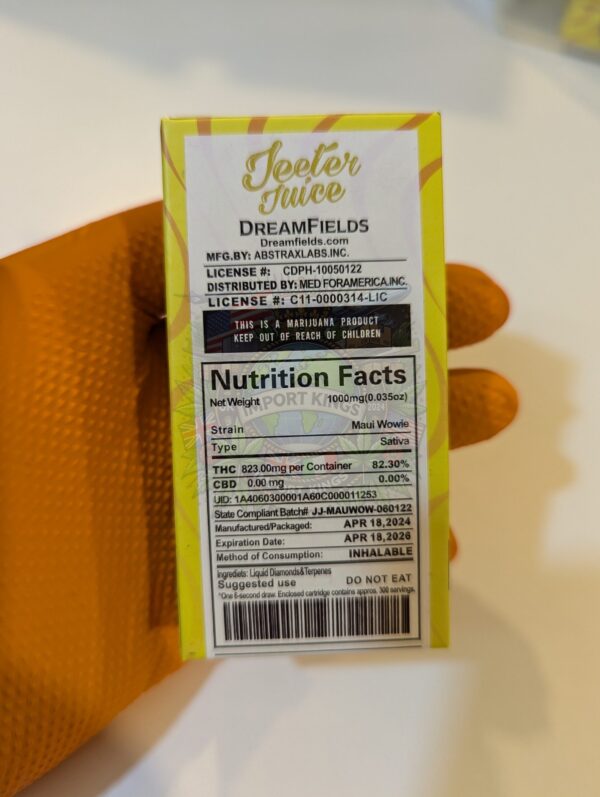 Jeeter
Juice
DREAMFIELDS
Dreamfields.com
MFG.BY: ABSTRAXLABS.INC.
LICENSE #: CDPH-10050122
DISTRIBUTED BY: MED FORAMERICA.INC.
LICENSE #: C11-0000314-LIC
THIS IS A MARIJUANA PRODUCT
KEEP OUT OF REACH OF CHILDREN
Nutrition Facts
Net Weight 1000mg(0.035oz)
IMPORT KINGS
Strain Maui Wowie
Type Sativa
THC 823.00mg per Container 82.30%
CBD 0.00 mg 0.00%
UID: 1A4060300001A60C000011253
State Compliant Batch# JJ-MAUWOW-060122
Manufactured/Packaged: APR 18,2024
Expiration Date: APR 18,2026
Method of Consumption: INHALABLE
ingrediets: Liquid Diamonds&Terpenes
Suggested use DO NOT EAT
*One 6-second draw. Enclosed cartridge contains approx. 300 servings.